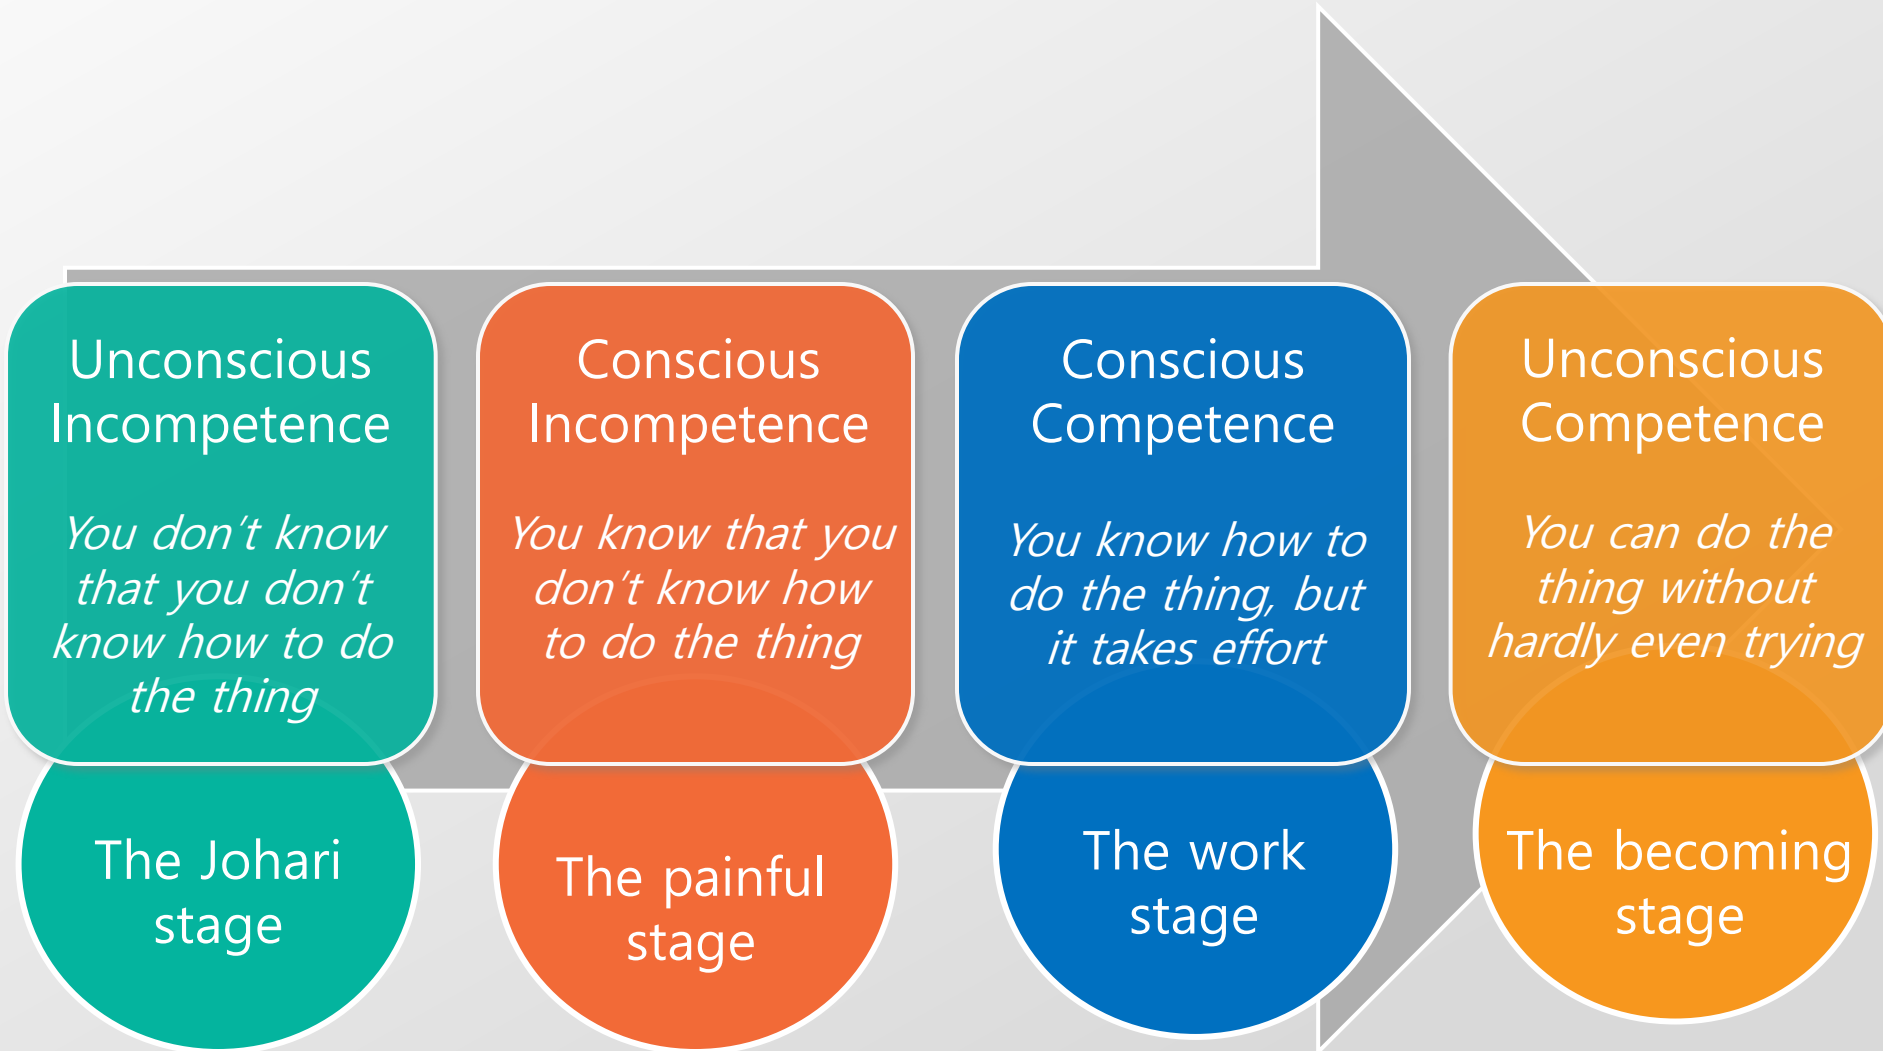 Unconscious
Incompetence
You don't know
that you don't
know how to do
the thing
The Johari
stage
Conscious
Incompetence
You know that you
don't know how
to do the thing
The painful
stage
Conscious
Competence
You know how to
do the thing, but
it takes effort
The work
stage
Unconscious
Competence
You can do the
thing without
hardly even trying
The becoming
stage